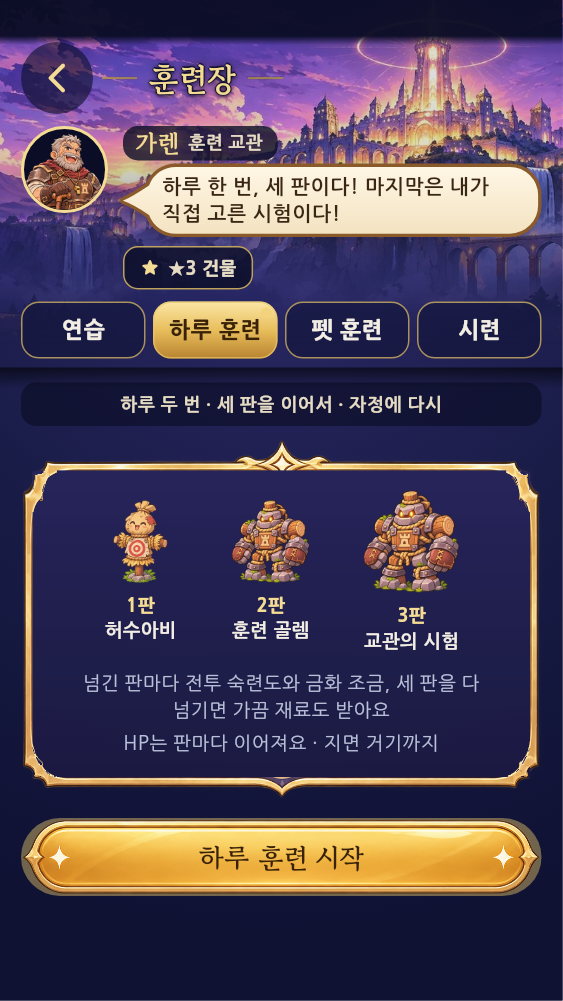 훈련장
가렌 훈련 교관
하루 한 번, 세 판이다! 마지막은 내가
직접 고른 시험이다!
★ ★3 건물
연습 하루 훈련 펫 훈련 시련
하루 두 번 · 세 판을 이어서 · 자정에 다시
1판 2판 3판
허수아비 훈련 골렘 교관의 시험
넘긴 판마다 전투 숙련도와 금화 조금, 세 판을 다
넘기면 가끔 재료도 받아요
HP는 판마다 이어져요 · 지면 거기까지
하루 훈련 시작